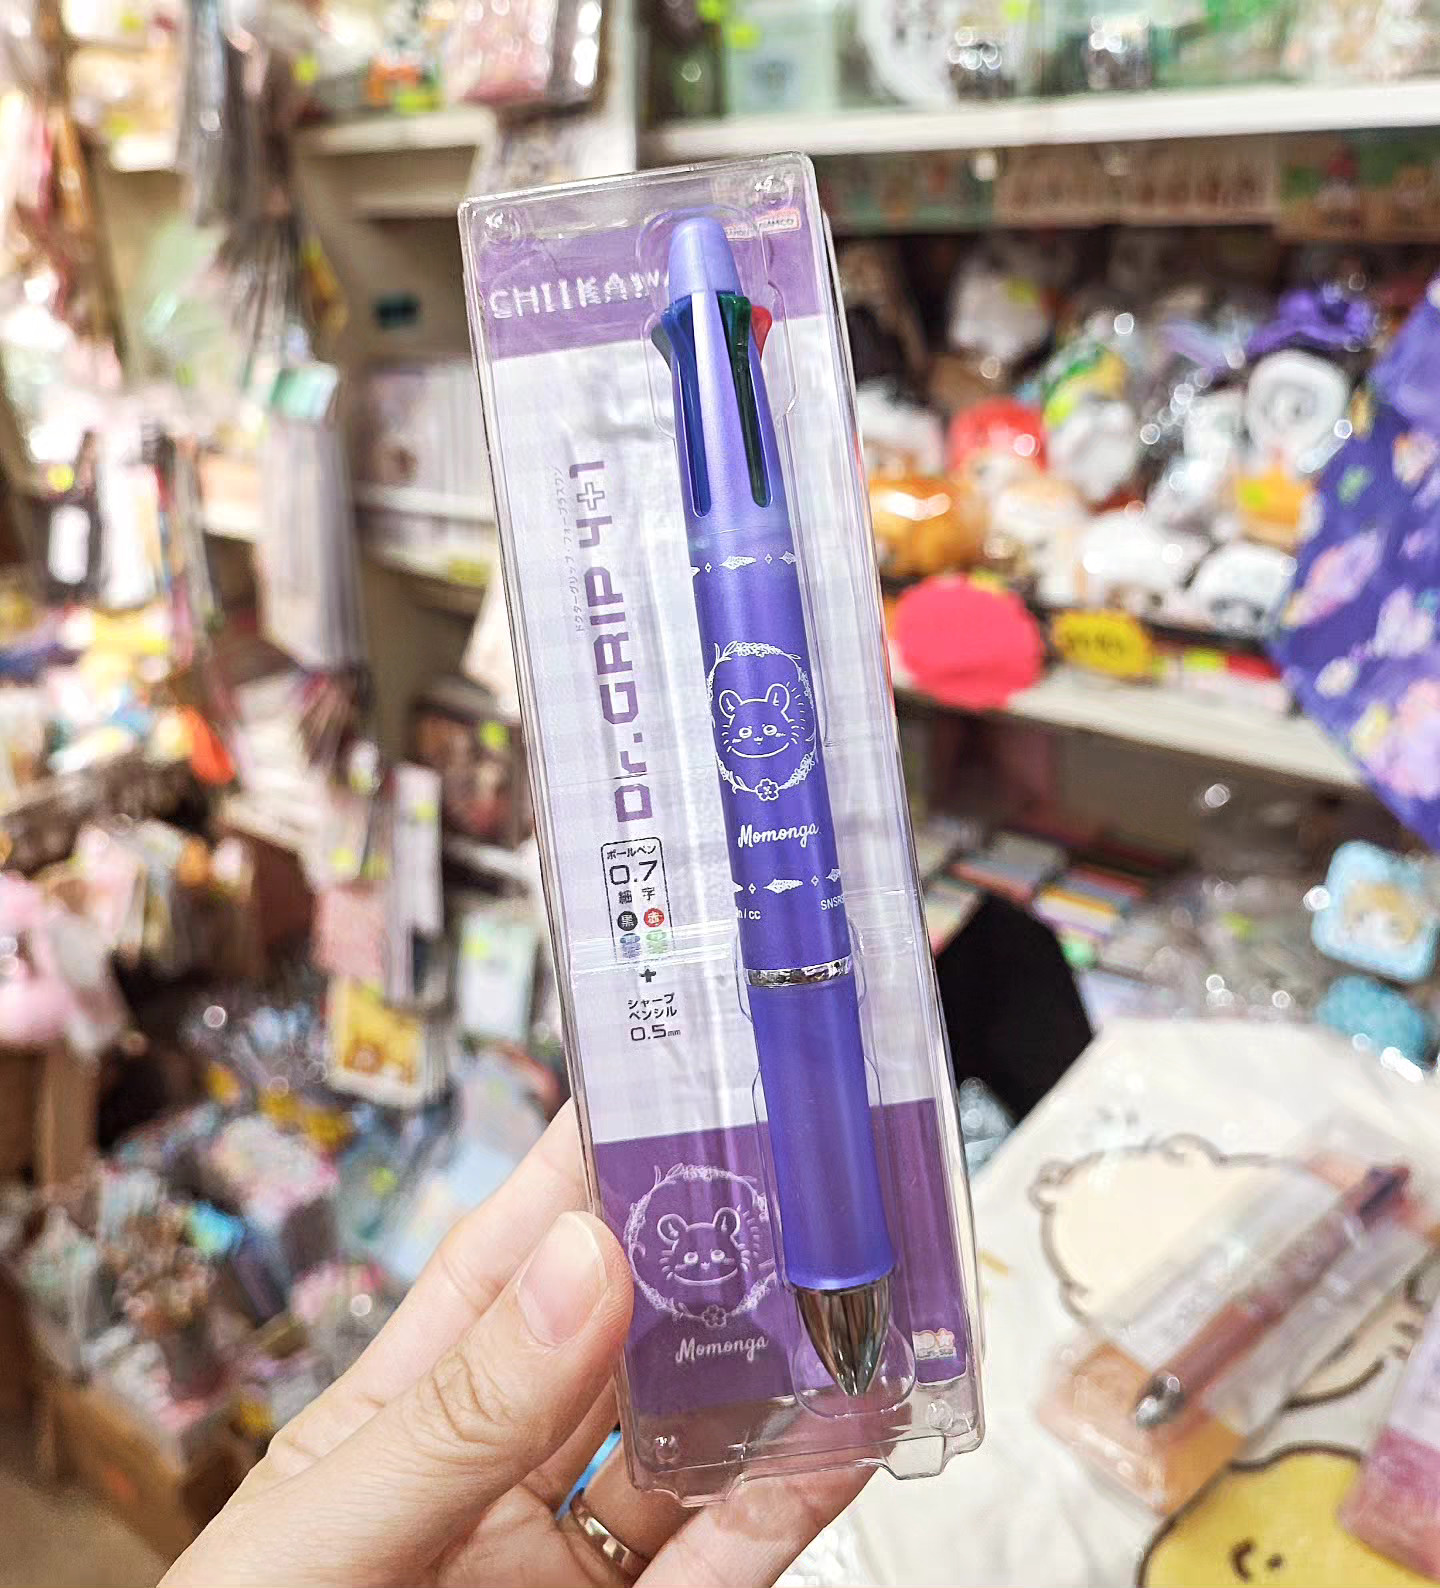 CHIIKAWA
ドクターグリップ フォープラスワン
Dr. GRIP 4+1
ボールペン
0.7
細字
黒 赤
+
シャープ
ペンシル
0.5mm
Momonga
n / cc
SNSRS
Momonga